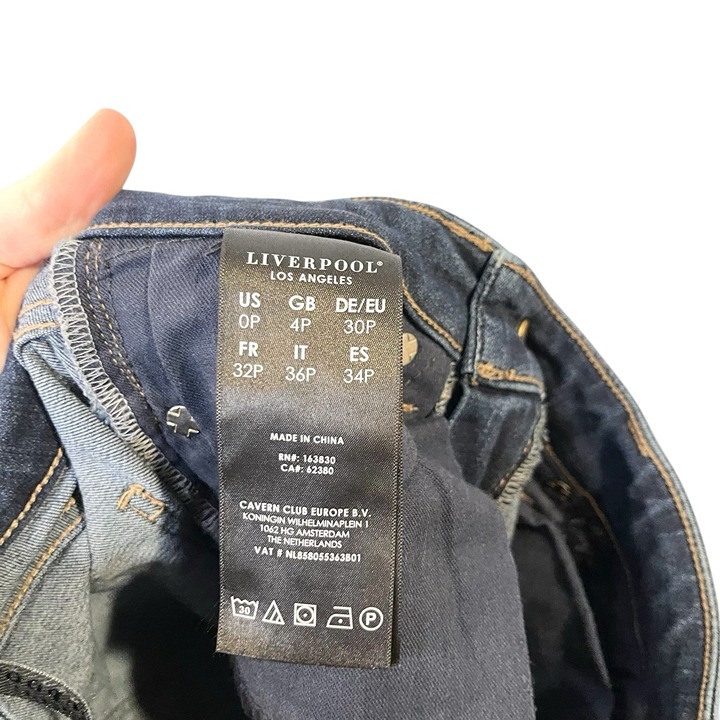 LIVERPOOL®
LOS ANGELES
US GB DE/EU
0P 4P 30P
FR IT ES
32P 36P 34P
MADE IN CHINA
RN#: 163830
CA#: 62380
CAVERN CLUB EUROPE B.V.
KONINGIN WILHELMINAPLEIN 1
1062 HG AMSTERDAM
THE NETHERLANDS
VAT # NL858055363B01
30 P